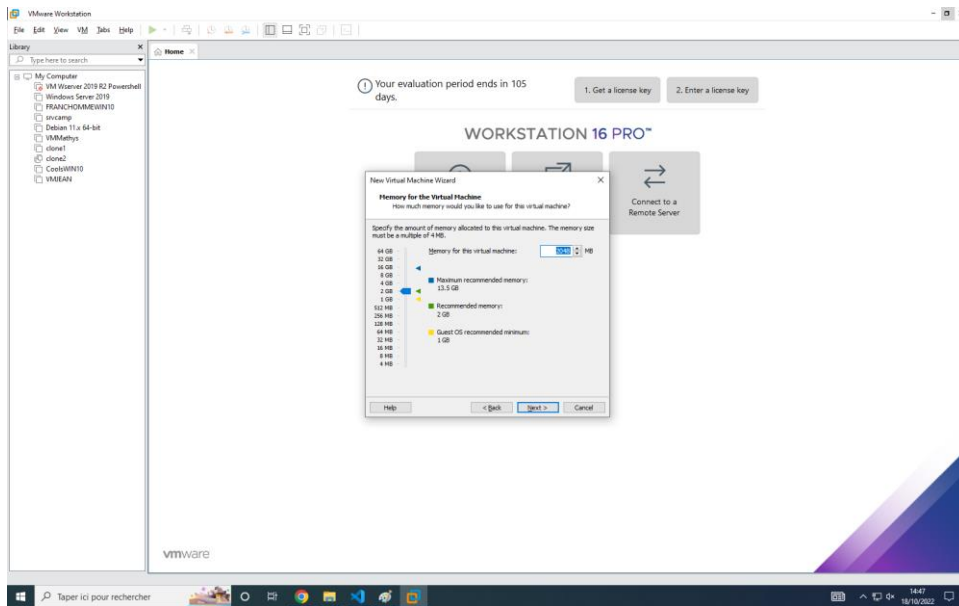 VMware Workstation
File Edit View VM Tabs Help
Library
Home
Type here to search
My Computer
VM Wserver 2019 R2 Powershell
Windows Server 2019
FRANCHOMMEWIN10
srvcamp
Debian 11.x 64-bit
VMMathys
clone1
clone2
CoolsWIN10
VMJEAN
Your evaluation period ends in 105
days.
1. Get a license key
2. Enter a license key
WORKSTATION 16 PRO™
Connect to a
Remote Server
New Virtual Machine Wizard
Memory for the Virtual Machine
How much memory would you like to use for this virtual machine?
Specify the amount of memory allocated to this virtual machine. The memory size
must be a multiple of 4 MB.
Memory for this virtual machine: 2048 MB
64 GB
32 GB
16 GB
8 GB
4 GB
2 GB
1 GB
512 MB
256 MB
128 MB
64 MB
32 MB
16 MB
8 MB
4 MB
Maximum recommended memory:
13.5 GB
Recommended memory:
2 GB
Guest OS recommended minimum:
1 GB
Help
< Back
Next >
Cancel
vmware
Taper ici pour rechercher
14:47
18/10/2022